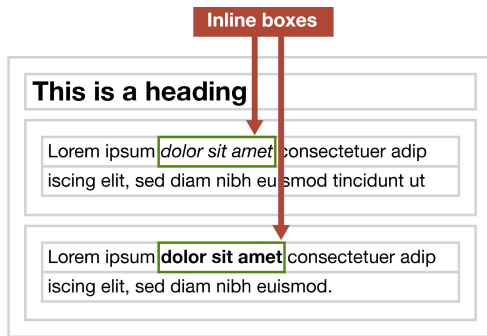 Inline boxes
This is a heading
Lorem ipsum dolor sit amet consectetuer adip
iscing elit, sed diam nibh euismod tincidunt ut
Lorem ipsum dolor sit amet consectetuer adip
iscing elit, sed diam nibh euismod.